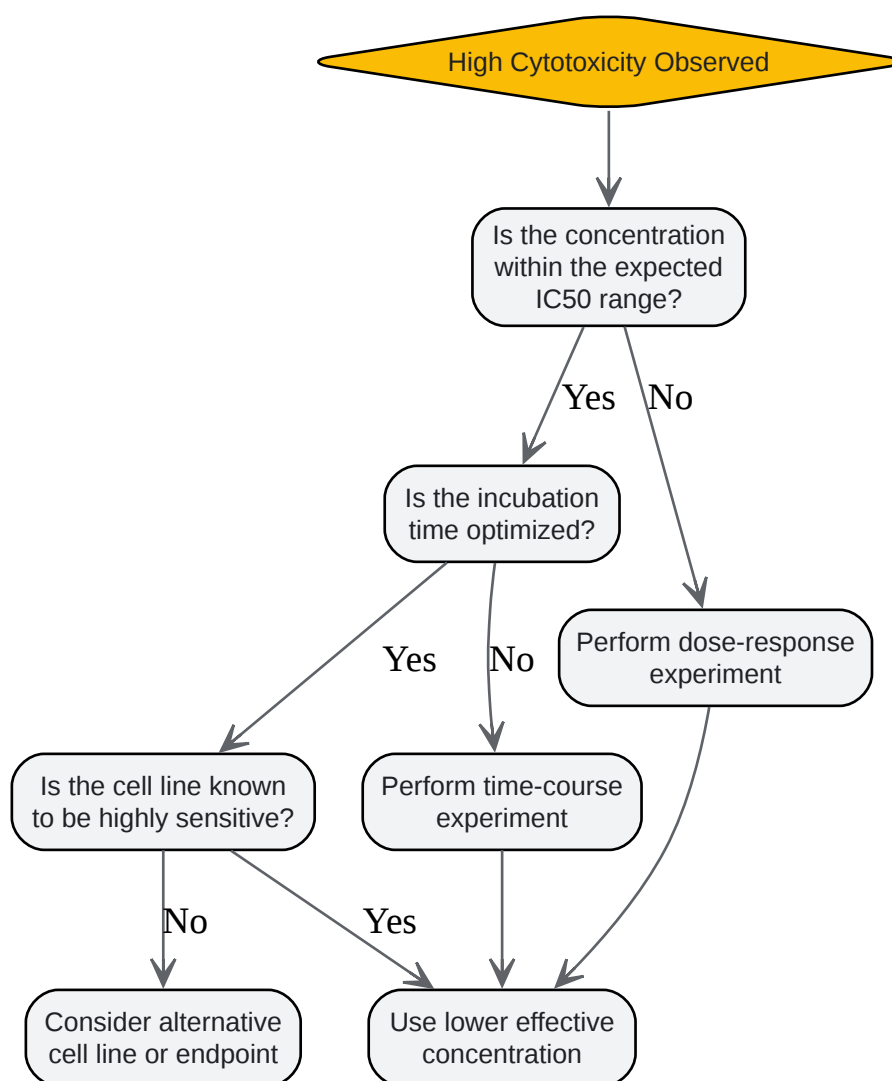 High Cytotoxicity Observed
Is the concentration
within the expected
IC50 range?
Yes
No
Is the incubation
time optimized?
Yes
No
Perform dose-response
experiment
Is the cell line known
to be highly sensitive?
Perform time-course
experiment
No
Yes
Consider alternative
cell line or endpoint
Use lower effective
concentration